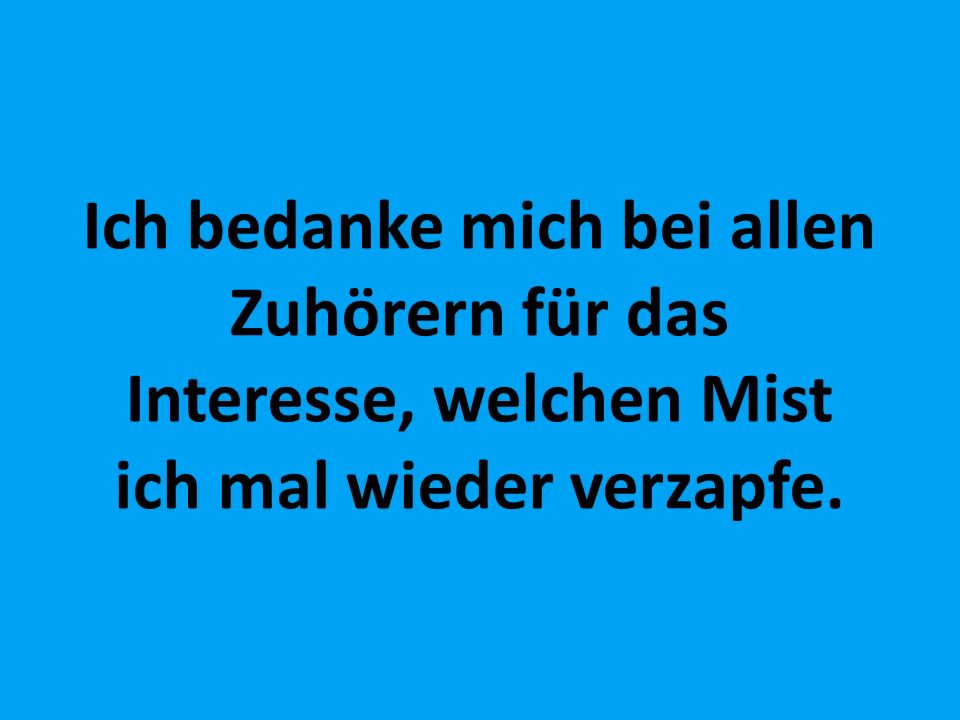 Ich bedanke mich bei allen
Zuhörern für das
Interesse, welchen Mist
ich mal wieder verzapfe.